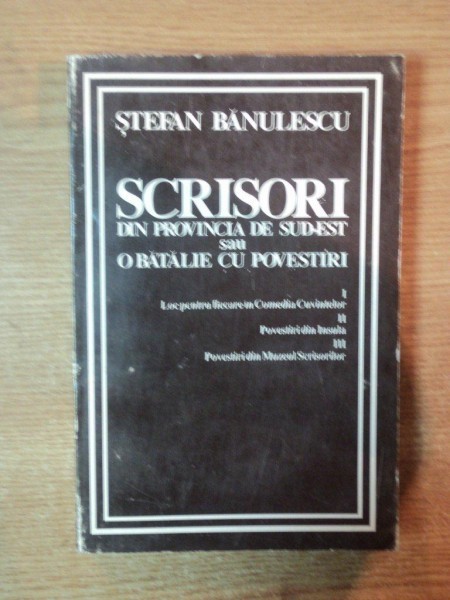 ȘTEFAN BĂNULESCU
SCRISORI
DIN PROVINCIA DE SUD-EST
sau
O BĂTĂLIE CU POVESTIRI
I
Loc pentru fiecare în Comedia Cuvintelor
II
Povestiri din Insula
III
Povestiri din Muzeul Scrisorilor